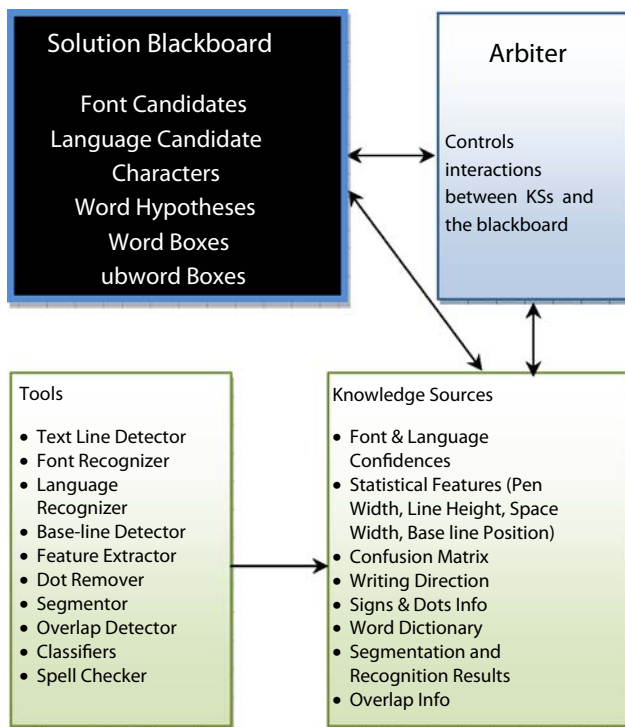 Solution Blackboard
Font Candidates
Language Candidate
Characters
Word Hypotheses
Word Boxes
ubword Boxes
Arbiter
Controls
interactions
between KSs and
the blackboard
Tools
• Text Line Detector
• Font Recognizer
• Language
Recognizer
• Base-line Detector
• Feature Extractor
• Dot Remover
• Segmentor
• Overlap Detector
• Classifiers
• Spell Checker
Knowledge Sources
• Font & Language
Confidences
• Statistical Features (Pen
Width, Line Height, Space
Width, Base line Position)
• Confusion Matrix
• Writing Direction
• Signs & Dots Info
• Word Dictionary
• Segmentation and
Recognition Results
• Overlap Info